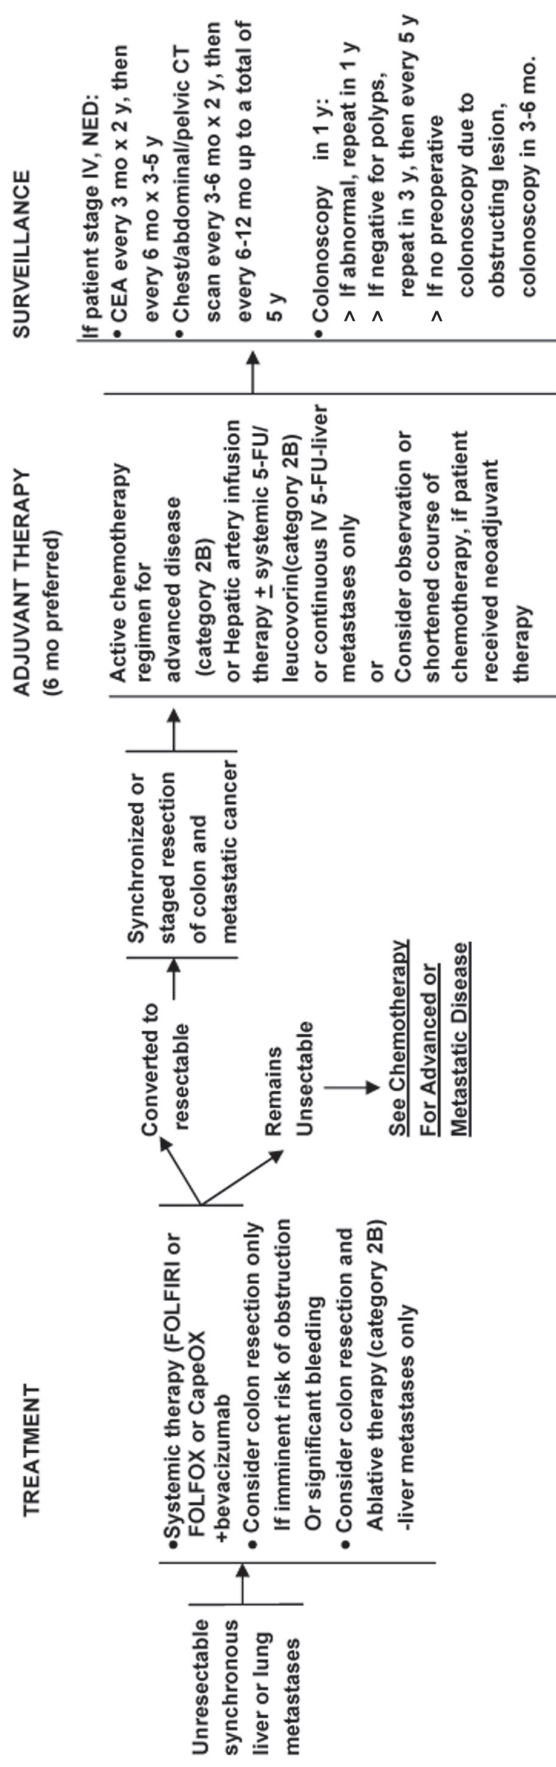 TREATMENT
ADJUVANT THERAPY
(6 mo preferred)
SURVEILLANCE
Unresectable
synchronous
liver or lung
metastases
•Systemic therapy (FOLFIRI or
FOLFOX or CapeOX
+bevacizumab
• Consider colon resection only
If imminent risk of obstruction
Or significant bleeding
• Consider colon resection and
Ablative therapy (category 2B)
-liver metastases only
Converted to
resectable
Remains
Unsectable
See Chemotherapy
For Advanced or
Metastatic Disease
Synchronized or
staged resection
of colon and
metastatic cancer
Active chemotherapy
regimen for
advanced disease
(category 2B)
or Hepatic artery infusion
therapy ± systemic 5-FU/
leucovorin(category 2B)
or continuous IV 5-FU-liver
metastases only
or
Consider observation or
shortened course of
chemotherapy, if patient
received neoadjuvant
therapy
If patient stage IV, NED:
• CEA every 3 mo x 2 y, then
every 6 mo x 3-5 y
• Chest/abdominal/pelvic CT
scan every 3-6 mo x 2 y, then
every 6-12 mo up to a total of
5 y
• Colonoscopy in 1 y:
> If abnormal, repeat in 1 y
> If negative for polyps,
repeat in 3 y, then every 5 y
> If no preoperative
colonoscopy due to
obstructing lesion,
colonoscopy in 3-6 mo.